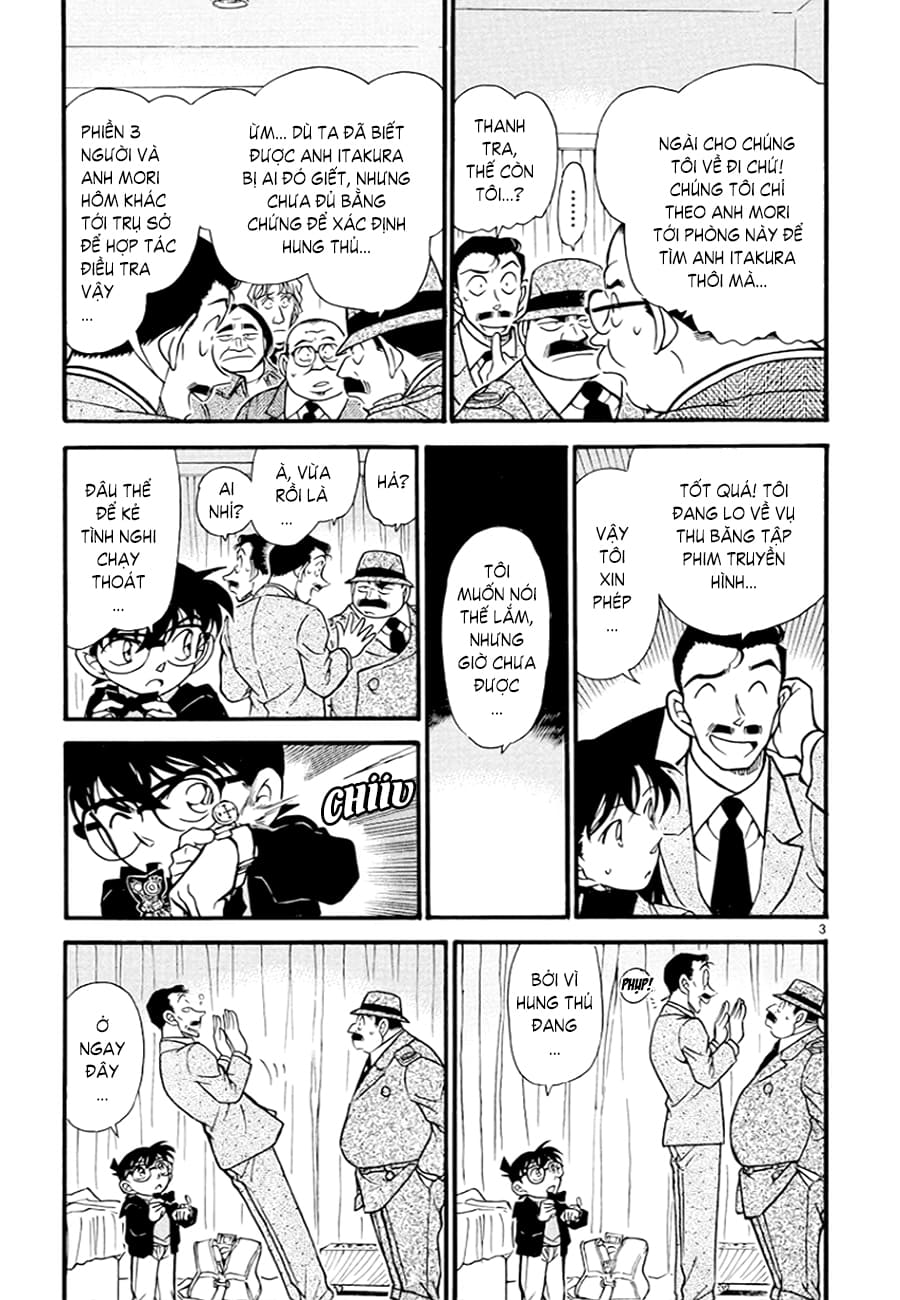 NGÀI CHO CHÚNG
TÔI VỀ ĐI CHỨ!
CHÚNG TÔI CHỈ
THEO ANH MORI
TỚI PHÒNG NÀY ĐỂ
TÌM ANH ITAKURA
THÔI MÀ...
......
THANH
TRA,
THẾ CÒN
TÔI...?
ỪM... DÙ TA ĐÃ BIẾT
ĐƯỢC ANH ITAKURA
BỊ AI ĐÓ GIẾT, NHƯNG
CHƯA ĐỦ BẰNG
CHỨNG ĐỂ XÁC ĐỊNH
HUNG THỦ...
PHIỀN 3
NGƯỜI VÀ
ANH MORI
HÔM KHÁC
TỚI TRỤ SỞ
ĐỂ HỢP TÁC
ĐIỀU TRA
VẬY
...
TỐT QUÁ! TÔI
ĐANG LO VỀ VỤ
THU BĂNG TẬP
PHIM TRUYỀN
HÌNH...
VẬY
TÔI
XIN
PHÉP
...
TÔI
MUỐN NÓI
THẾ LẮM,
NHƯNG
GIỜ CHƯA
ĐƯỢC
...
HẢ?
À, VỪA
RỒI LÀ
...
AI
NHỈ?
ĐÂU THỂ
ĐỂ KẺ
TÌNH NGHI
CHẠY
THOÁT
...
CHÍÍU
3
PHỤP!
BỞI VÌ
HUNG THỦ
ĐANG
...
Ở
NGAY
ĐÂY
...